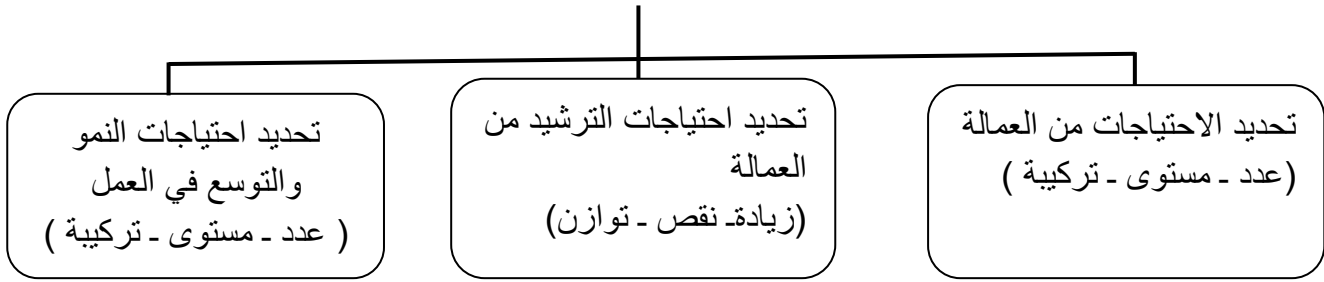 تحديد الاحتياجات من العمالة
(عدد ـ مستوى ـ تركيبة )
تحديد احتياجات الترشيد من
العمالة
(زيادةـ نقص ـ توازن)
تحديد احتياجات النمو
والتوسع في العمل
( عدد ـ مستوى ـ تركيبة )